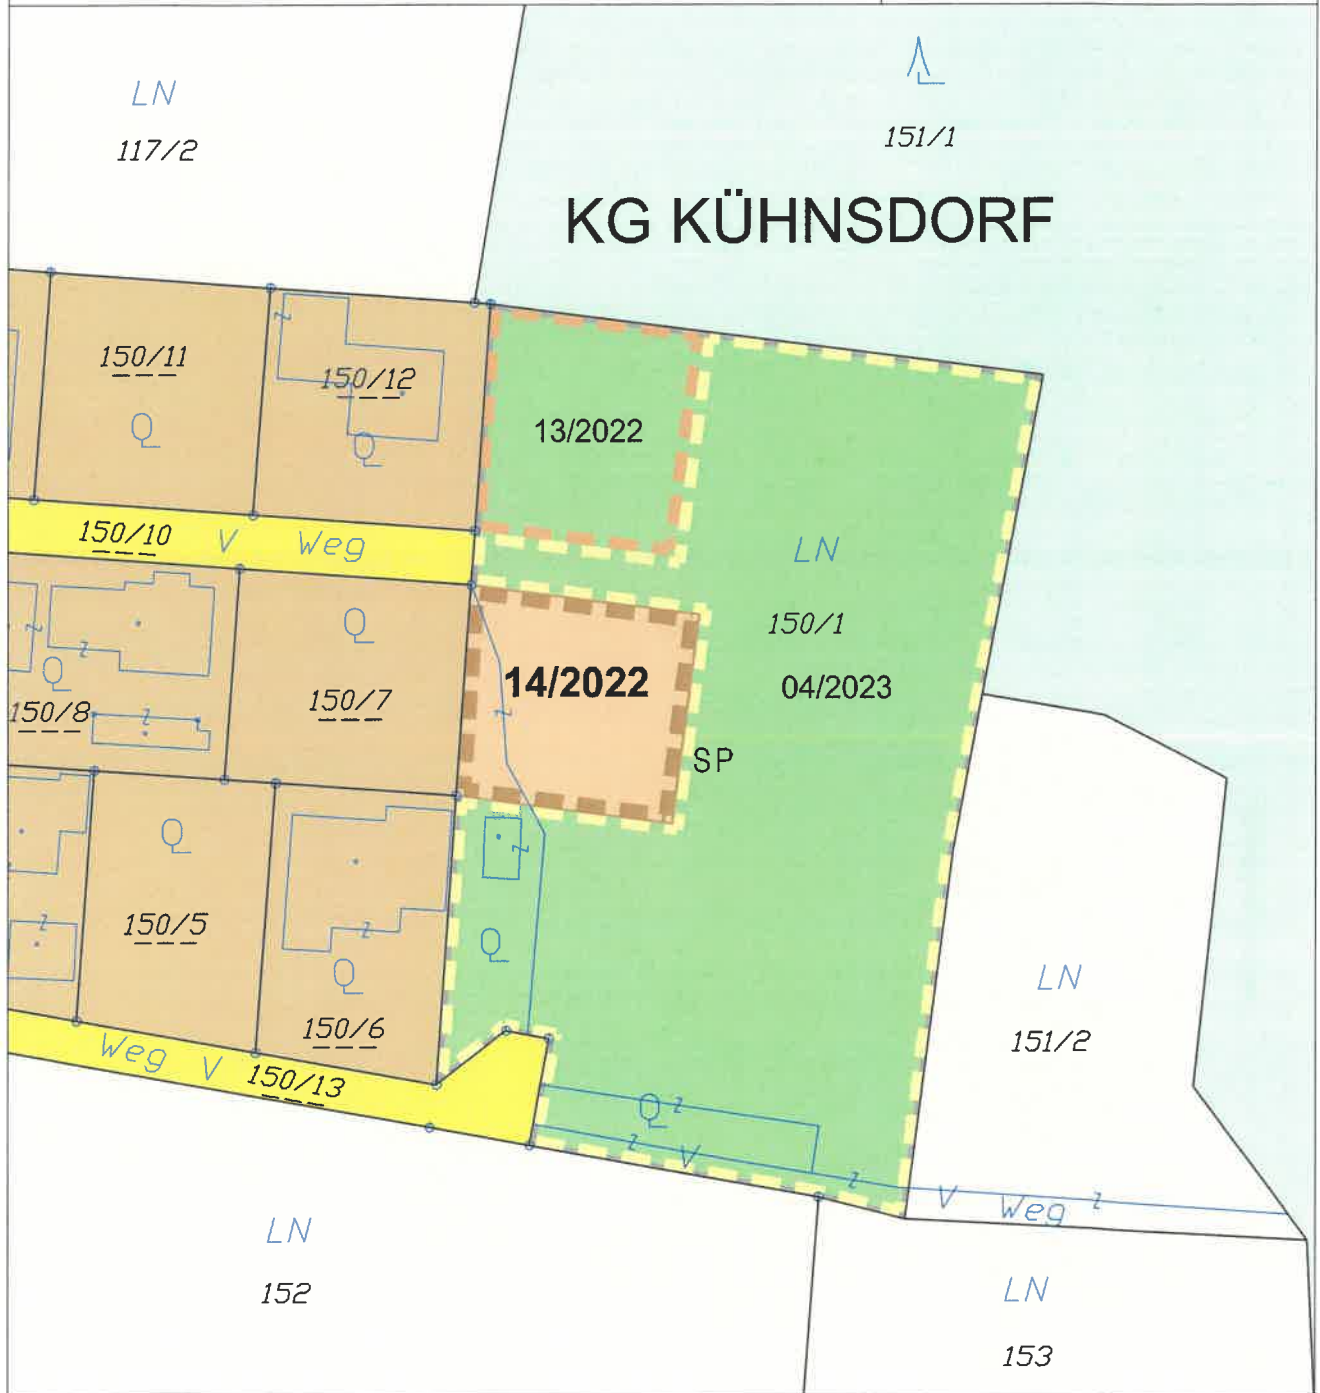 LN
117/2
151/1
KG KÜHNSDORF
150/11
150/12
Q
Q
13/2022
150/10 V Weg
LN
150/1
Q
Q
150/8
150/7
14/2022
04/2023
SP
Q
150/5
Q
Q
150/6
LN
151/2
Weg V 150/13
Q
V
V Weg
LN
152
LN
153